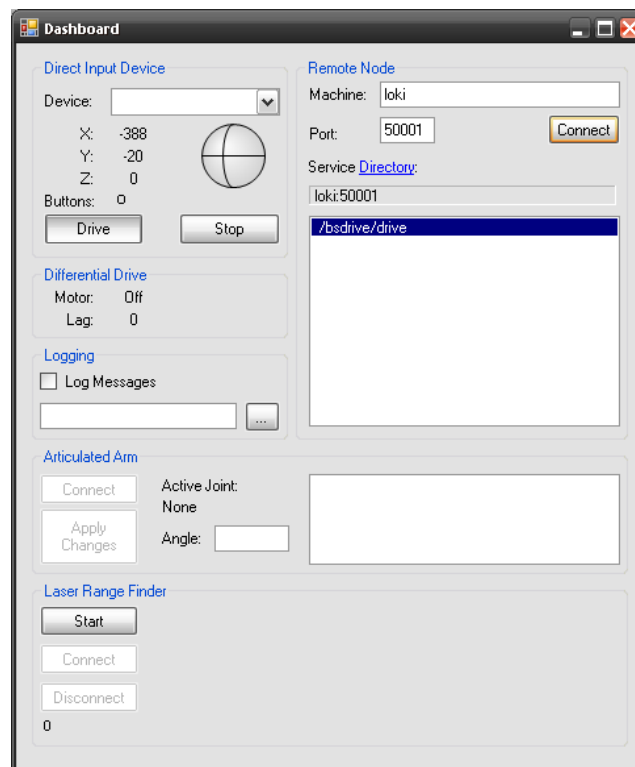 Dashboard
Direct Input Device
Device:
X: -388
Y: -20
Z: 0
Buttons: O
Drive Stop
Differential Drive
Motor: Off
Lag: 0
Logging
Log Messages
...
Remote Node
Machine: loki
Port: 50001 Connect
Service Directory:
loki:50001
/bsdrive/drive
Articulated Arm
Connect
Apply
Changes
Active Joint:
None
Angle:
Laser Range Finder
Start
Connect
Disconnect
0